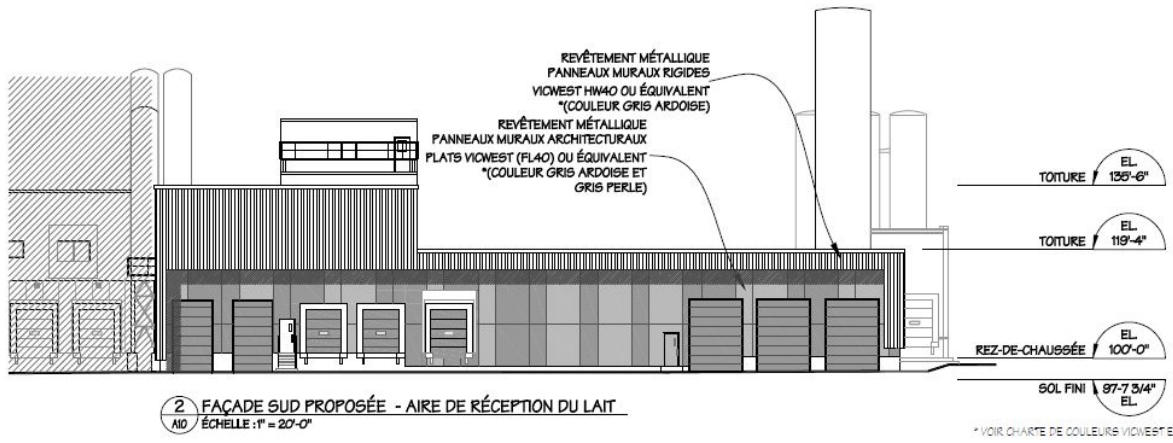 REVÊTEMENT MÉTALLIQUE
PANNEAUX MURAUX RIGIDES
VICWEST HW40 OU ÉQUIVALENT
*(COULEUR GRIS ARDOISE)
REVÊTEMENT MÉTALLIQUE
PANNEAUX MURAUX ARCHITECTURAUX
PLATS VICWEST (FL40) OU ÉQUIVALENT
*(COULEUR GRIS ARDOISE ET
GRIS PERLE)
TOITURE EL. 135'-6"
TOITURE EL. 119'-4"
REZ-DE-CHAUSSÉE EL. 100'-0"
SOL FINI 97-7 3/4" EL.
2 FAÇADE SUD PROPOSÉE - AIRE DE RÉCEPTION DU LAIT
A10 ÉCHELLE : 1" = 20'-0"
* VOIR CHARTE DE COULEURS VICWEST E